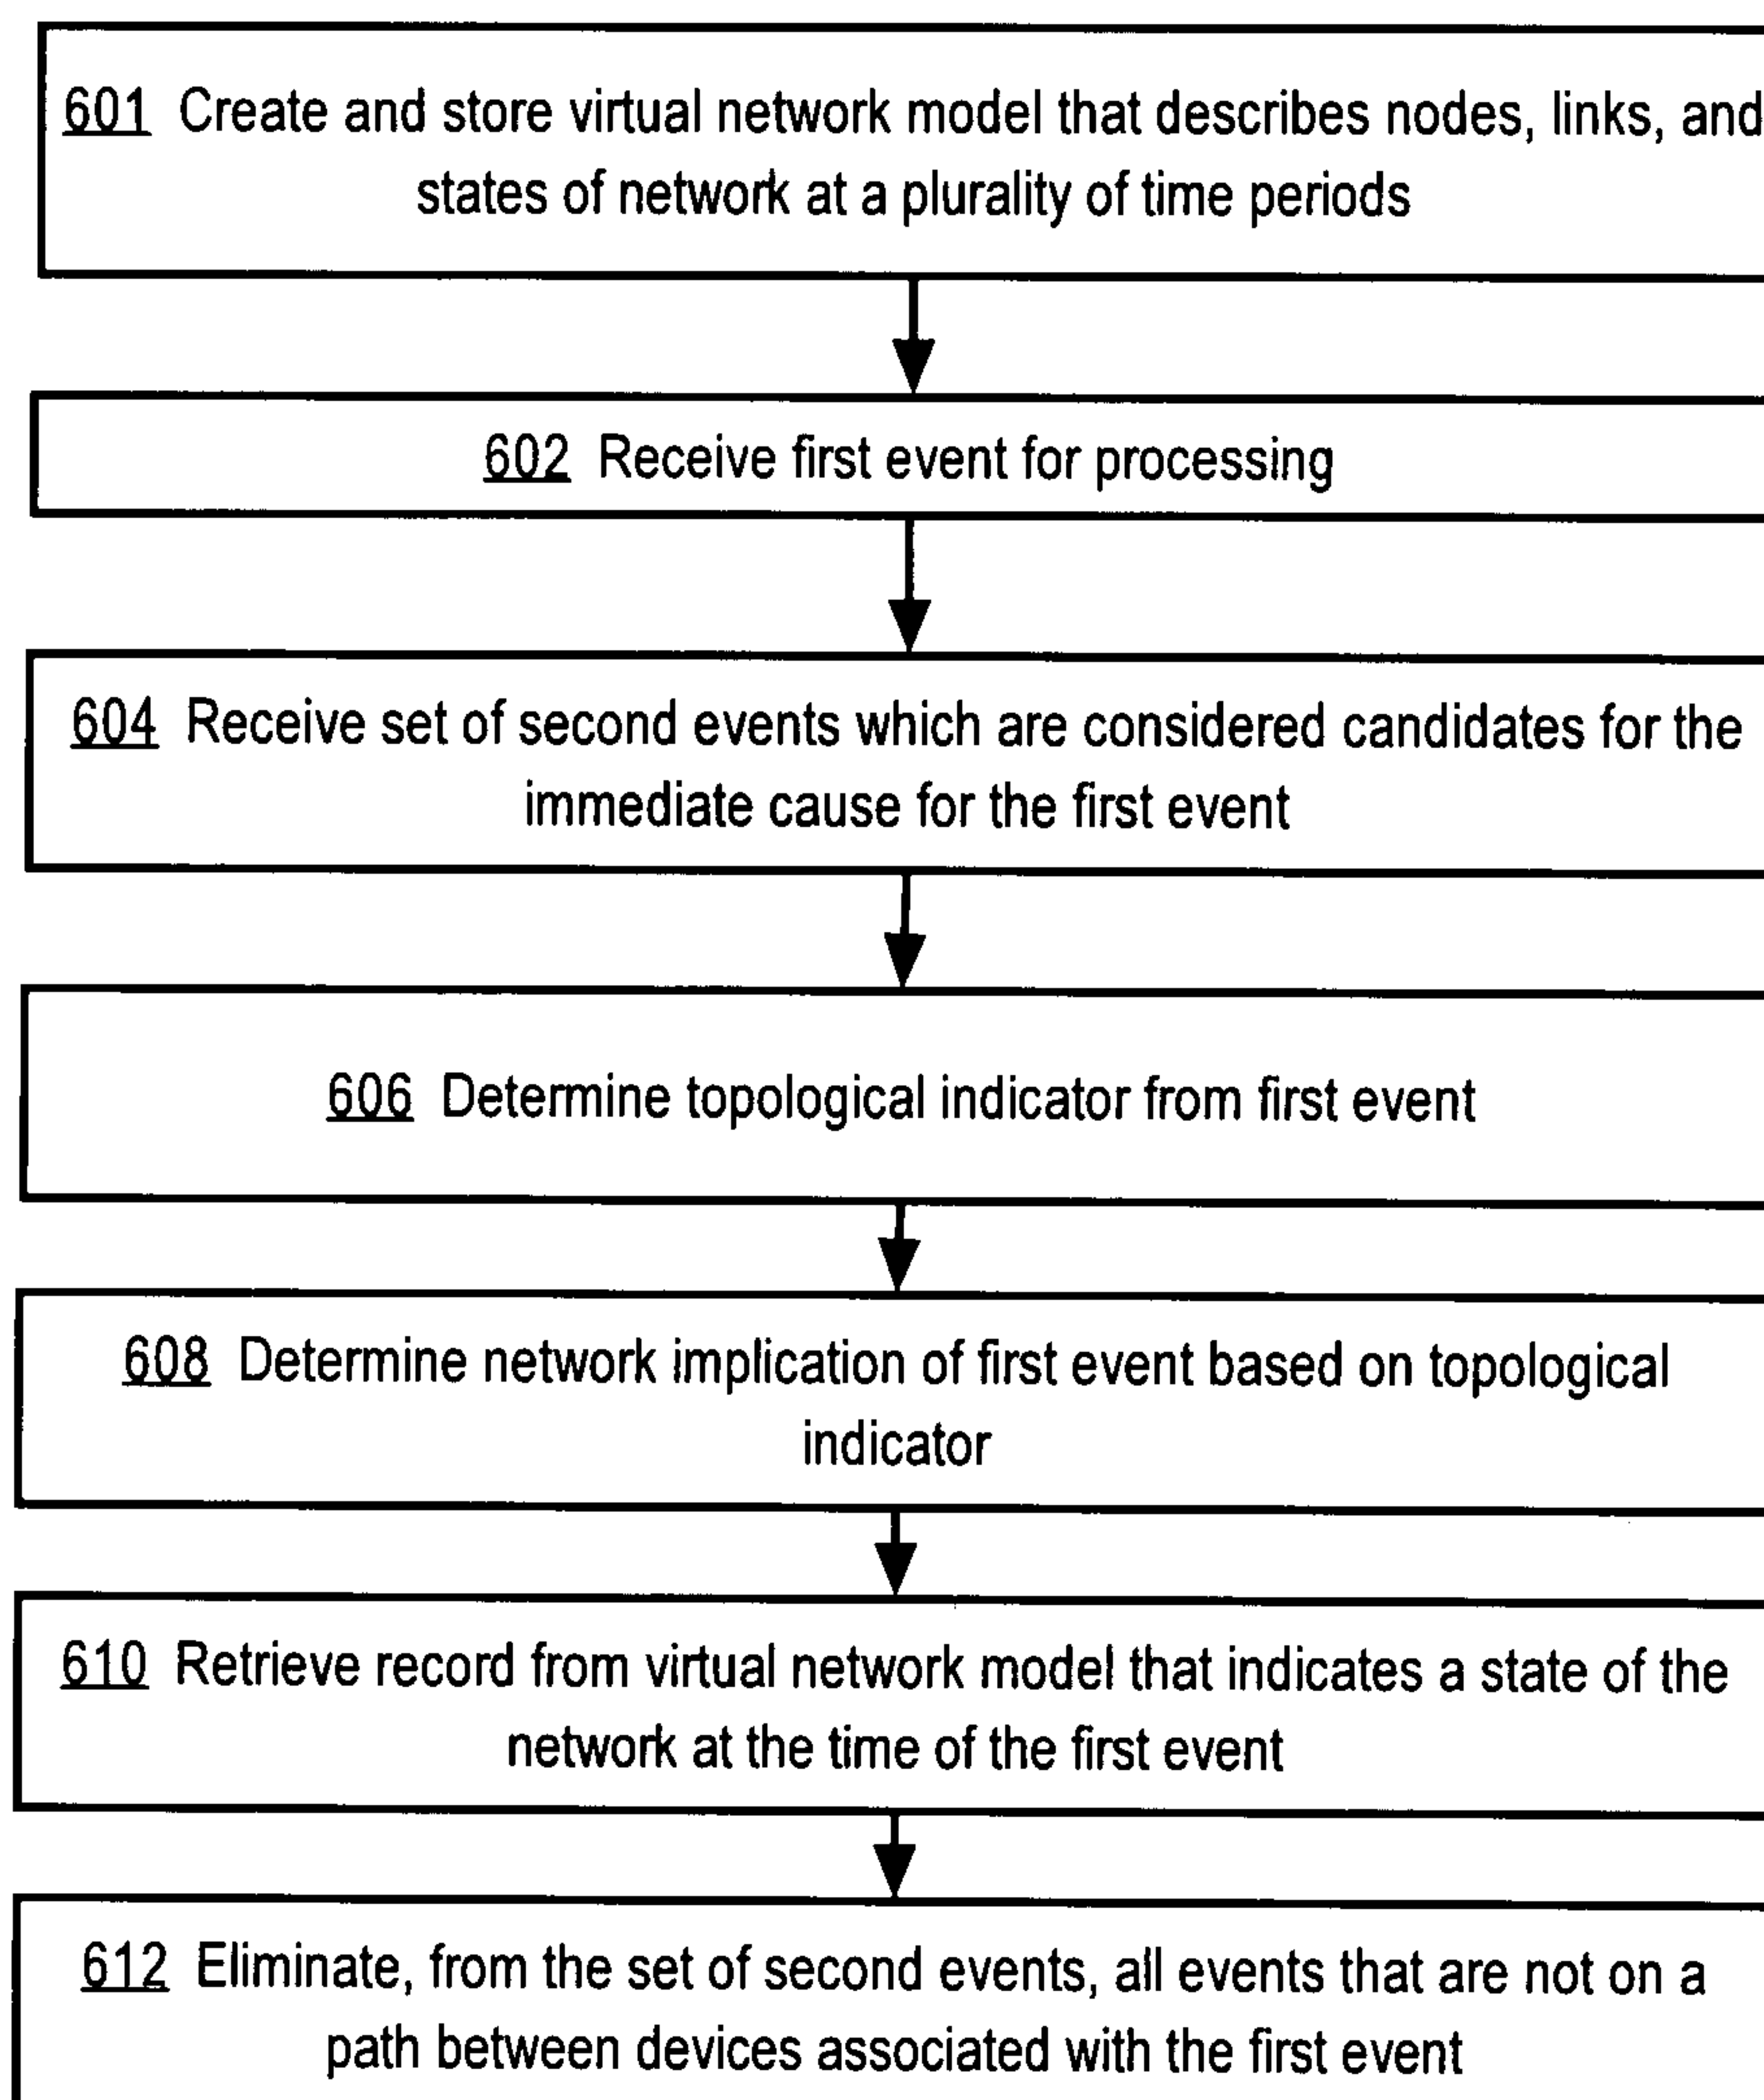 601 Create and store virtual network model that describes nodes, links, and
states of network at a plurality of time periods
602 Receive first event for processing
604 Receive set of second events which are considered candidates for the
immediate cause for the first event
606 Determine topological indicator from first event
608 Determine network implication of first event based on topological
indicator
610 Retrieve record from virtual network model that indicates a state of the
network at the time of the first event
612 Eliminate, from the set of second events, all events that are not on a
path between devices associated with the first event